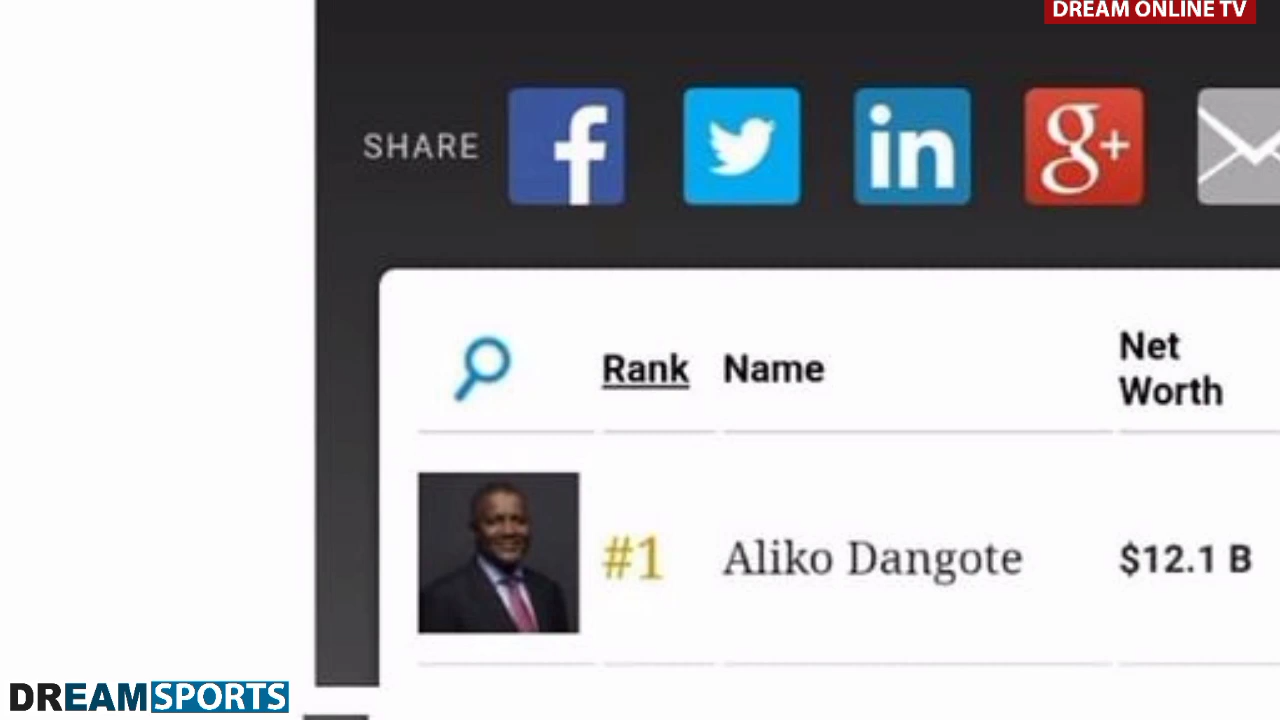 DREAM ONLINE TV
SHARE
f
in
g+
Rank Name Net Worth
#1 Aliko Dangote $12.1 B
DREAMSPORTS